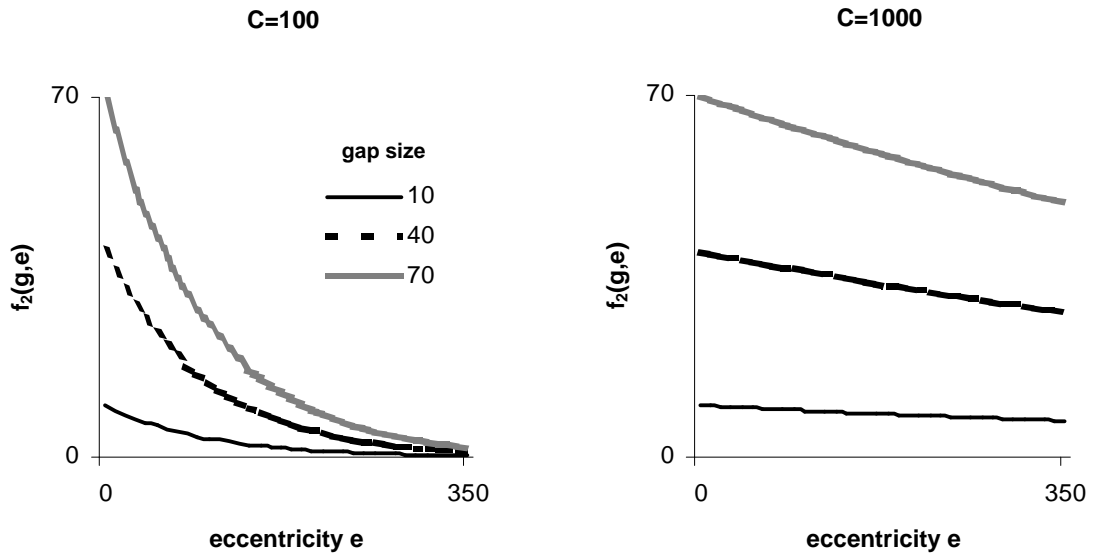 C=100
70
gap size
10
40
70
f₂(g,e)
0
0
350
eccentricity e
C=1000
70
f₂(g,e)
0
0
350
eccentricity e